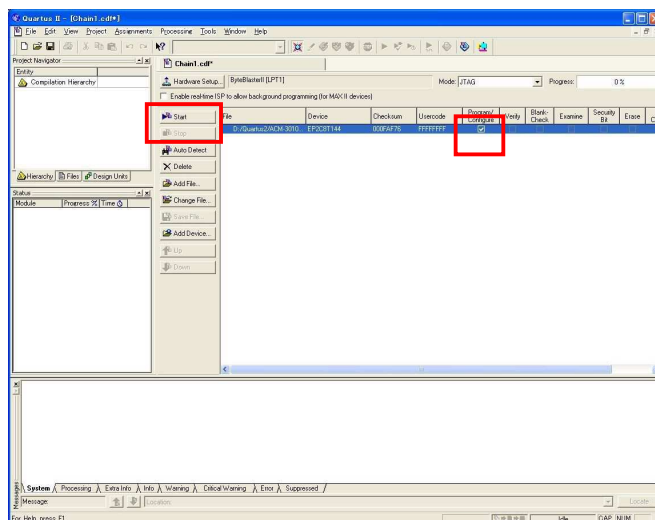 Quartus II - [Chain1.cdf*]
File Edit View Project Assignments Processing Tools Window Help
Project Navigator
Entity
Compilation Hierarchy
Hierarchy Files Design Units
Status
Module Progress % Time
Chain1.cdf*
Hardware Setup... ByteBlasterII [LPT1] Mode: JTAG Progress: 0 %
Enable real-time ISP to allow background programming (for MAX II devices)
Start
Stop
Auto Detect
Delete
Add File...
Change File...
Save File...
Add Device...
Up
Down
File Device Checksum Usercode Program/Configure Verify Blank-Check Examine Security Bit Erase
D:/Quartus2/ACM-3010... EP2C8T144 000FAF76 FFFFFFFF
Messages
System Processing Extra Info Info Warning Critical Warning Error Suppressed
Message: Location: Locate
For Help, press F1 Idle CAP NUM